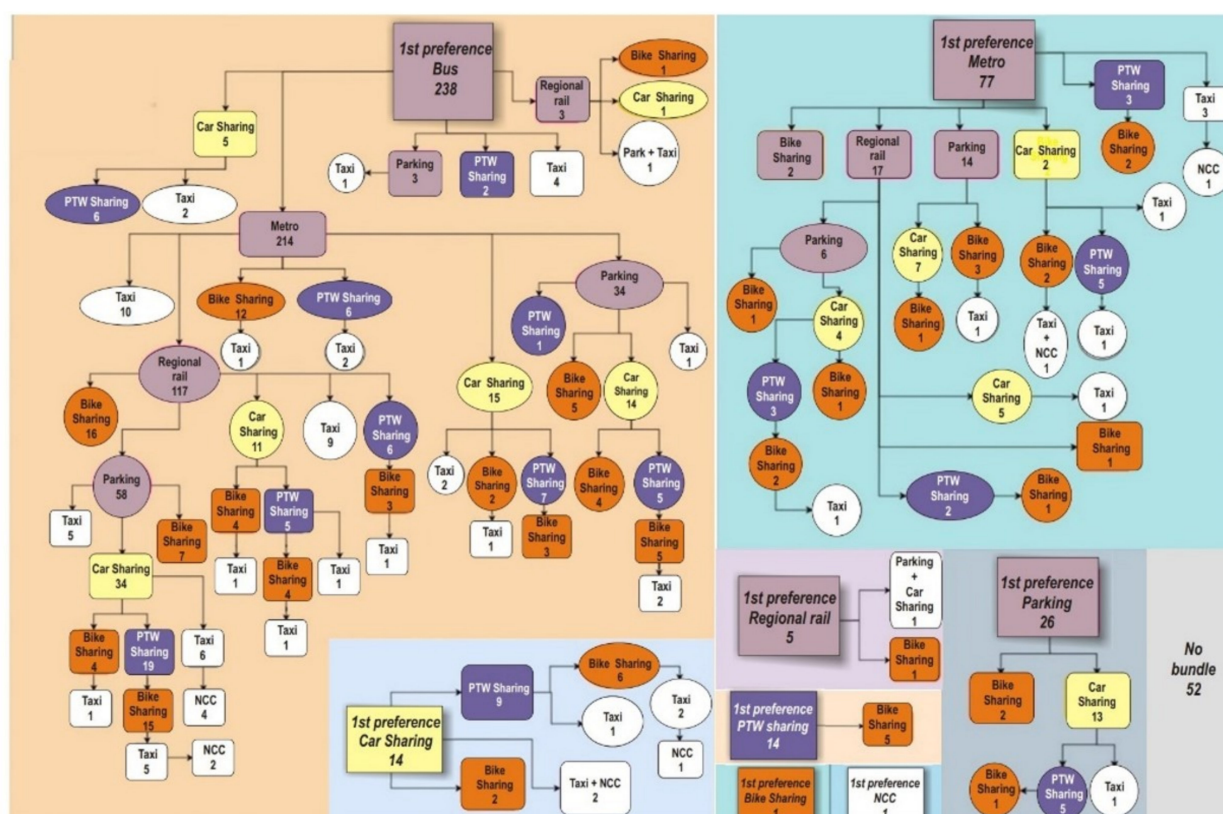 1st preference
Bus
238
Bike Sharing
1
Regional
rail
3
Car Sharing
1
Park + Taxi
1
Car Sharing
5
Taxi
1
Parking
3
PTW
Sharing
2
Taxi
4
PTW Sharing
6
Taxi
2
Metro
214
Taxi
10
Bike Sharing
12
PTW Sharing
6
Taxi
1
Taxi
2
Parking
34
PTW
Sharing
1
Taxi
1
Regional
rail
117
Car Sharing
15
Bike
Sharing
5
Car
Sharing
14
Bike
Sharing
16
Car
Sharing
11
Taxi
9
PTW
Sharing
6
Parking
58
Taxi
2
Bike
Sharing
2
PTW
Sharing
7
Bike
Sharing
4
PTW
Sharing
5
Taxi
5
Bike
Sharing
7
Bike
Sharing
4
PTW
Sharing
5
Bike
Sharing
3
Taxi
1
Bike
Sharing
3
Bike
Sharing
5
Taxi
1
Bike
Sharing
4
Taxi
1
Taxi
1
Taxi
2
Car Sharing
34
Taxi
1
Bike
Sharing
4
PTW
Sharing
19
Taxi
6
Taxi
1
Bike
Sharing
15
NCC
4
Taxi
5
NCC
2
1st preference
Car Sharing
14
PTW Sharing
9
Bike Sharing
6
Taxi
1
Taxi
2
NCC
1
Bike
Sharing
2
Taxi + NCC
2
1st preference
Metro
77
PTW
Sharing
3
Taxi
3
Bike
Sharing
2
NCC
1
Bike
Sharing
2
Regional
rail
17
Parking
14
Car Sharing
2
Taxi
1
Parking
6
Car
Sharing
7
Bike
Sharing
3
Bike
Sharing
2
PTW
Sharing
5
Bike
Sharing
1
Car
Sharing
4
Bike
Sharing
1
Taxi
1
Taxi
+
NCC
1
Taxi
1
PTW
Sharing
3
Bike
Sharing
1
Car
Sharing
5
Taxi
1
Bike
Sharing
2
Bike
Sharing
1
Taxi
1
PTW
Sharing
2
Bike
Sharing
1
1st preference
Regional rail
5
Parking
+
Car
Sharing
1
Bike
Sharing
1
1st preference
PTW sharing
14
Bike
Sharing
5
1st preference
Bike Sharing
1
1st preference
NCC
1
1st preference
Parking
26
Bike
Sharing
2
Car
Sharing
13
Bike
Sharing
1
PTW
Sharing
5
Taxi
1
No
bundle
52